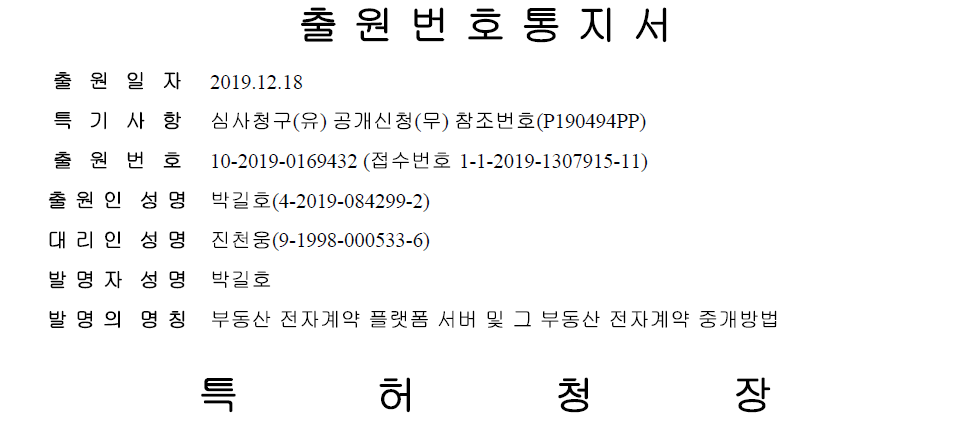 출 원 번 호 통 지 서
출 원 일 자 2019.12.18
특 기 사 항 심사청구(유) 공개신청(무) 참조번호(P190494PP)
출 원 번 호 10-2019-0169432 (접수번호 1-1-2019-1307915-11)
출 원 인 성 명 박길호(4-2019-084299-2)
대 리 인 성 명 진천웅(9-1998-000533-6)
발 명 자 성 명 박길호
발 명 의 명 칭 부동산 전자계약 플랫폼 서버 및 그 부동산 전자계약 중개방법
특 허 청 장